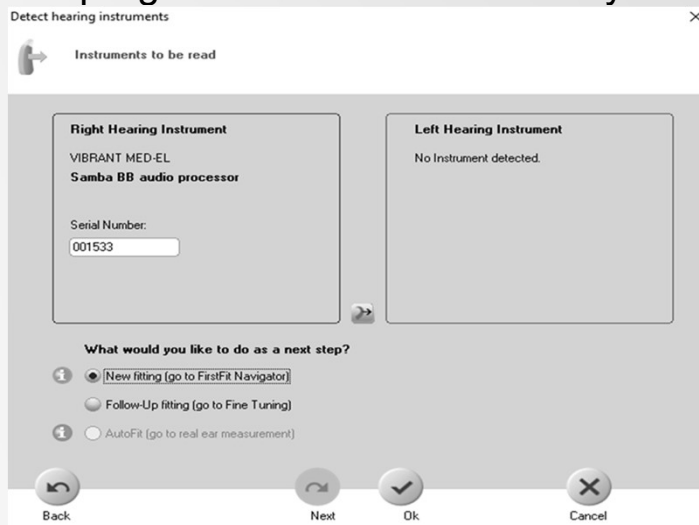 Detect hearing instruments
Instruments to be read
Right Hearing Instrument
VIBRANT MED-EL
Samba BB audio processor
Serial Number:
001533
Left Hearing Instrument
No Instrument detected.
What would you like to do as a next step?
New fitting (go to FirstFit Navigator)
Follow-Up fitting (go to Fine Tuning)
AutoFit (go to real ear measurement)
Back
Next
Ok
Cancel